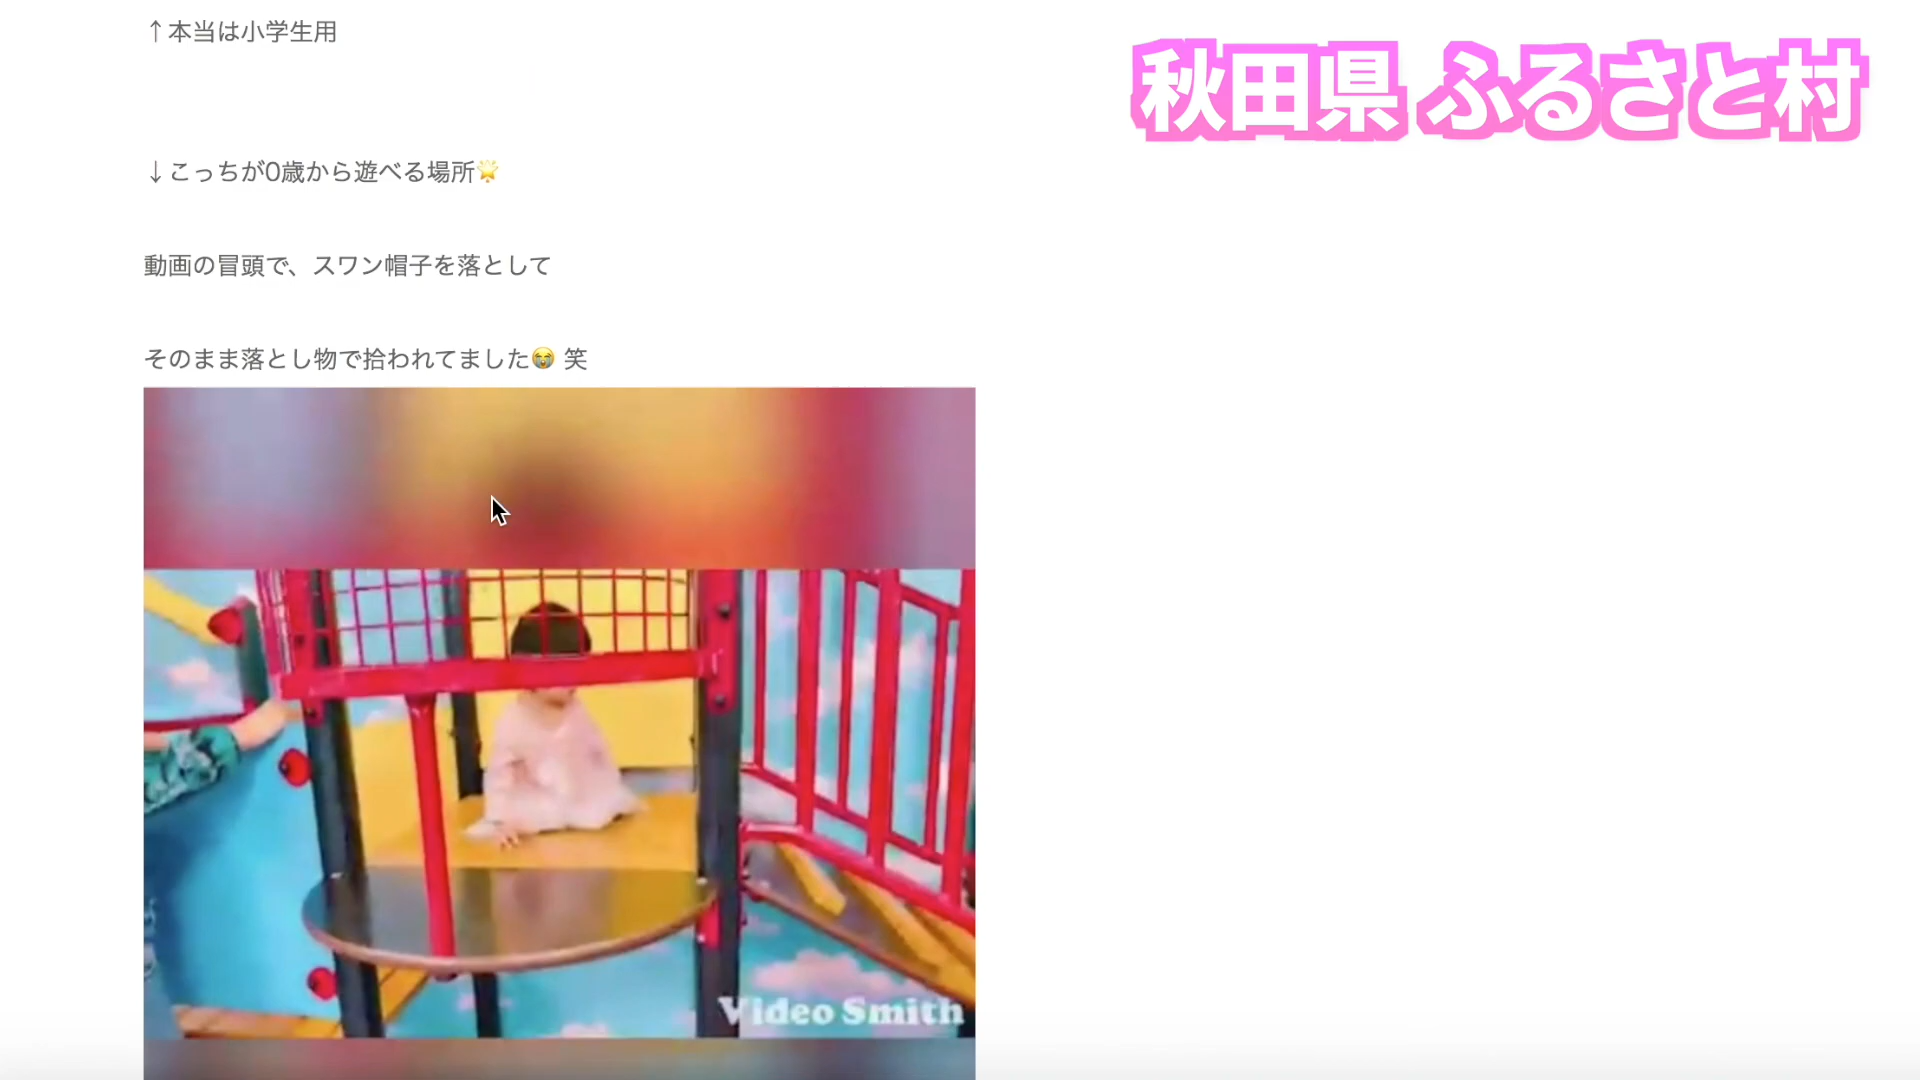 ↑本当は小学生用
秋田県 ふるさと村
↓こっちが0歳から遊べる場所🌟
動画の冒頭で、スワン帽子を落として
そのまま落とし物で拾われてました😭 笑
Video Smith